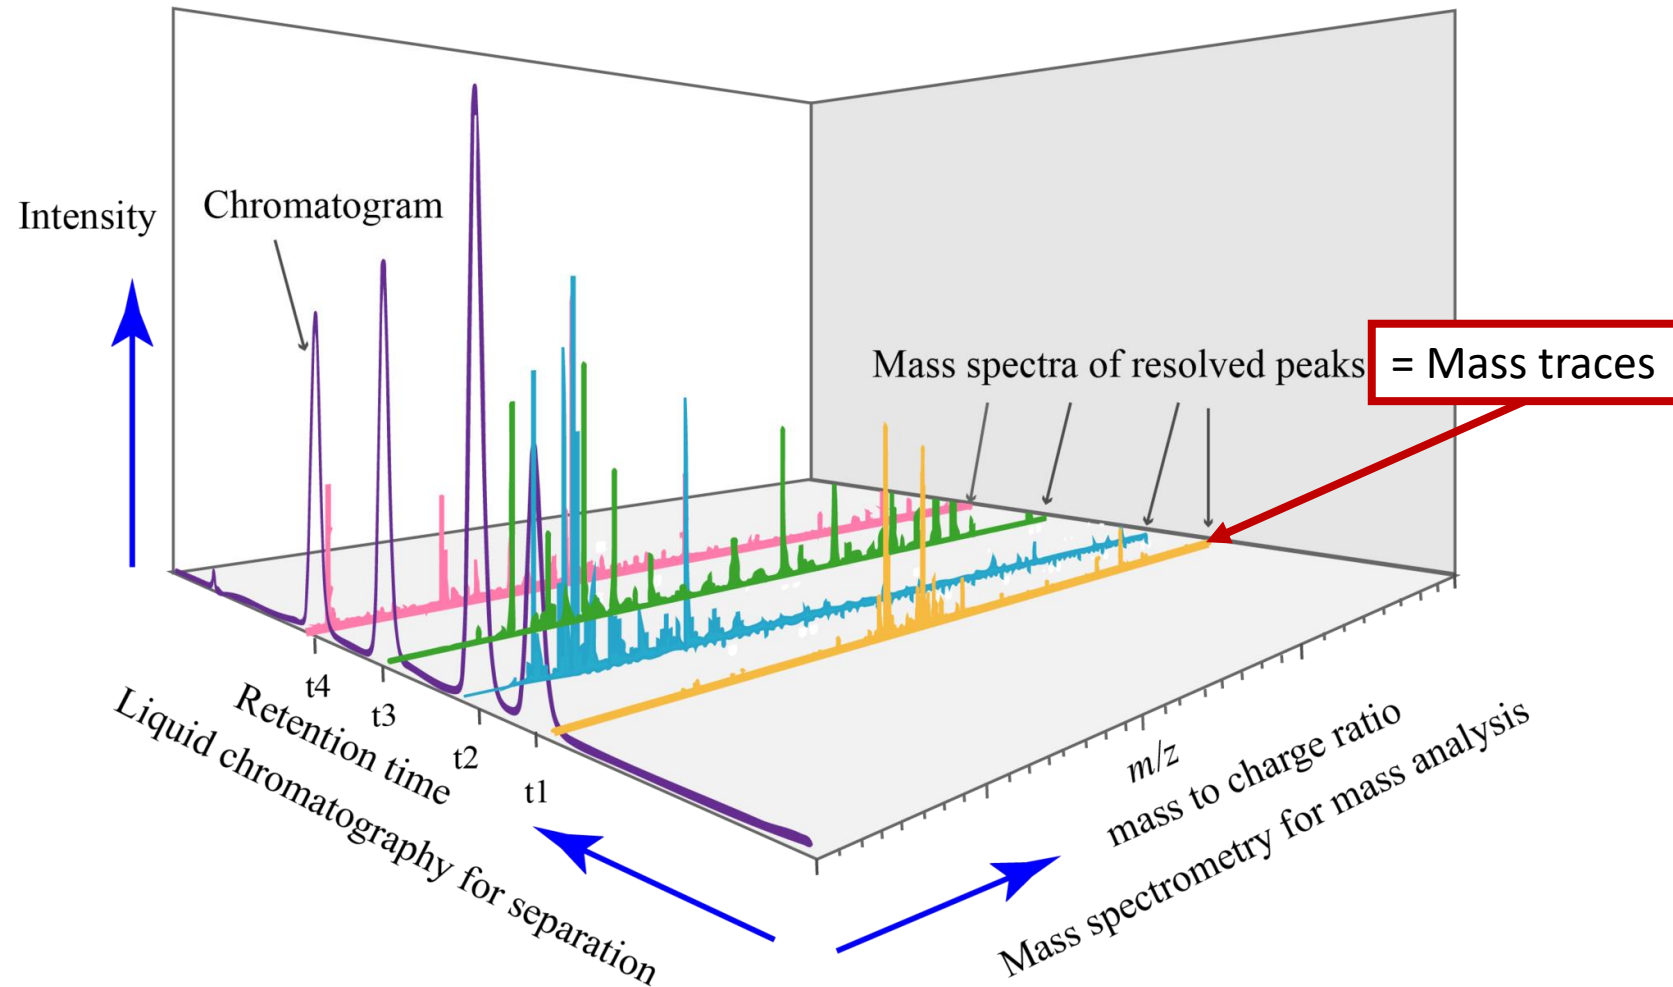 Intensity
Chromatogram
Mass spectra of resolved peaks
= Mass traces
t4
t3
t2
t1
Retention time
Liquid chromatography for separation
m/z
mass to charge ratio
Mass spectrometry for mass analysis